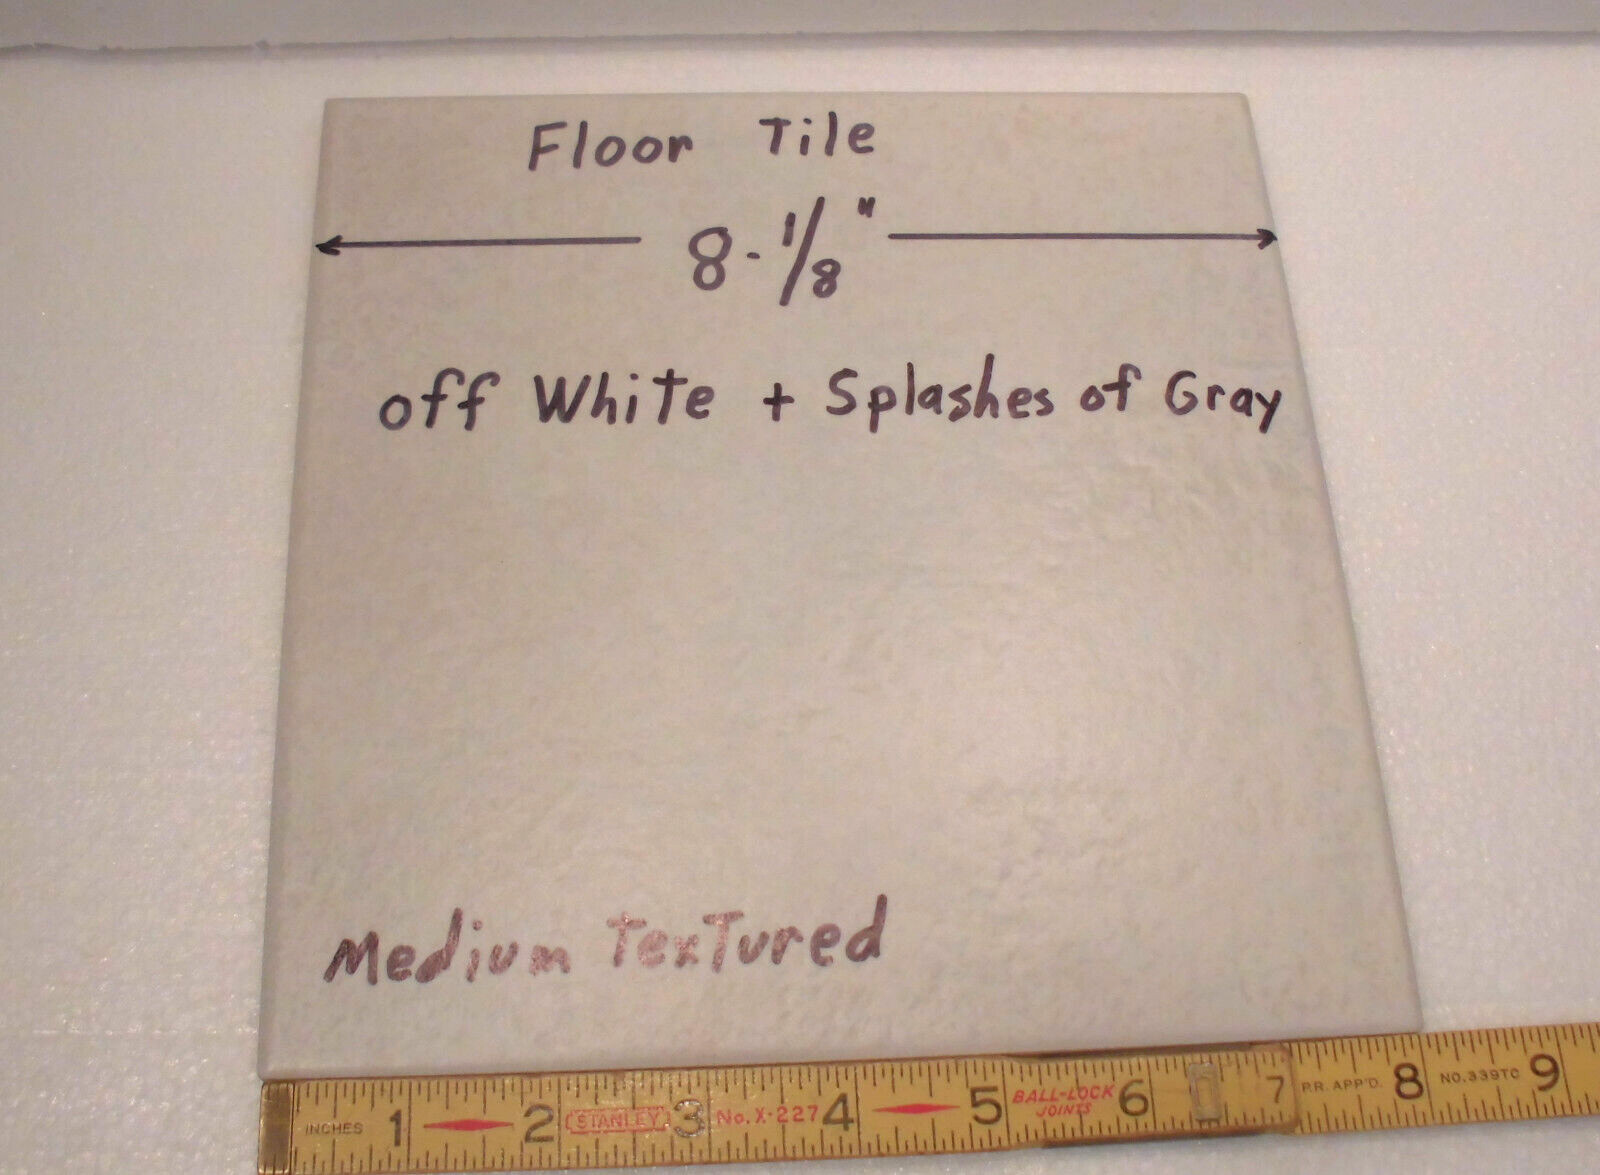 Floor Tile
8-1/8"
off White + Splashes of Gray
Medium Textured
INCHES 1 2 STANLEY 3 No. X-227 4 5 BALL-LOCK JOINTS 6 7 P.R. APP'D. 8 NO.339TC 9